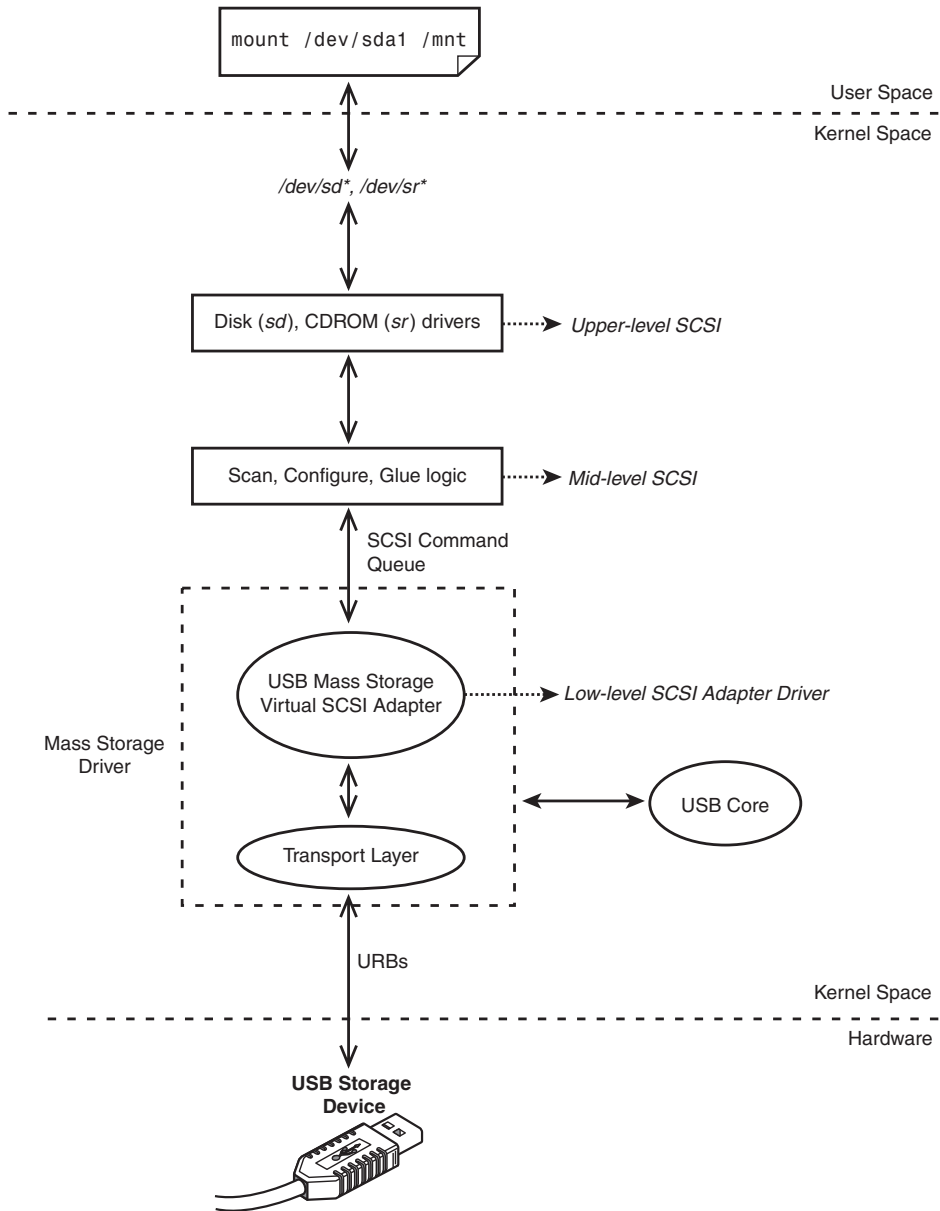 mount /dev/sda1 /mnt
User Space
Kernel Space
/dev/sd*, /dev/sr*
Disk (sd), CDROM (sr) drivers
Upper-level SCSI
Scan, Configure, Glue logic
Mid-level SCSI
SCSI Command
Queue
USB Mass Storage
Virtual SCSI Adapter
Low-level SCSI Adapter Driver
Mass Storage
Driver
USB Core
Transport Layer
URBs
Kernel Space
Hardware
USB Storage
Device